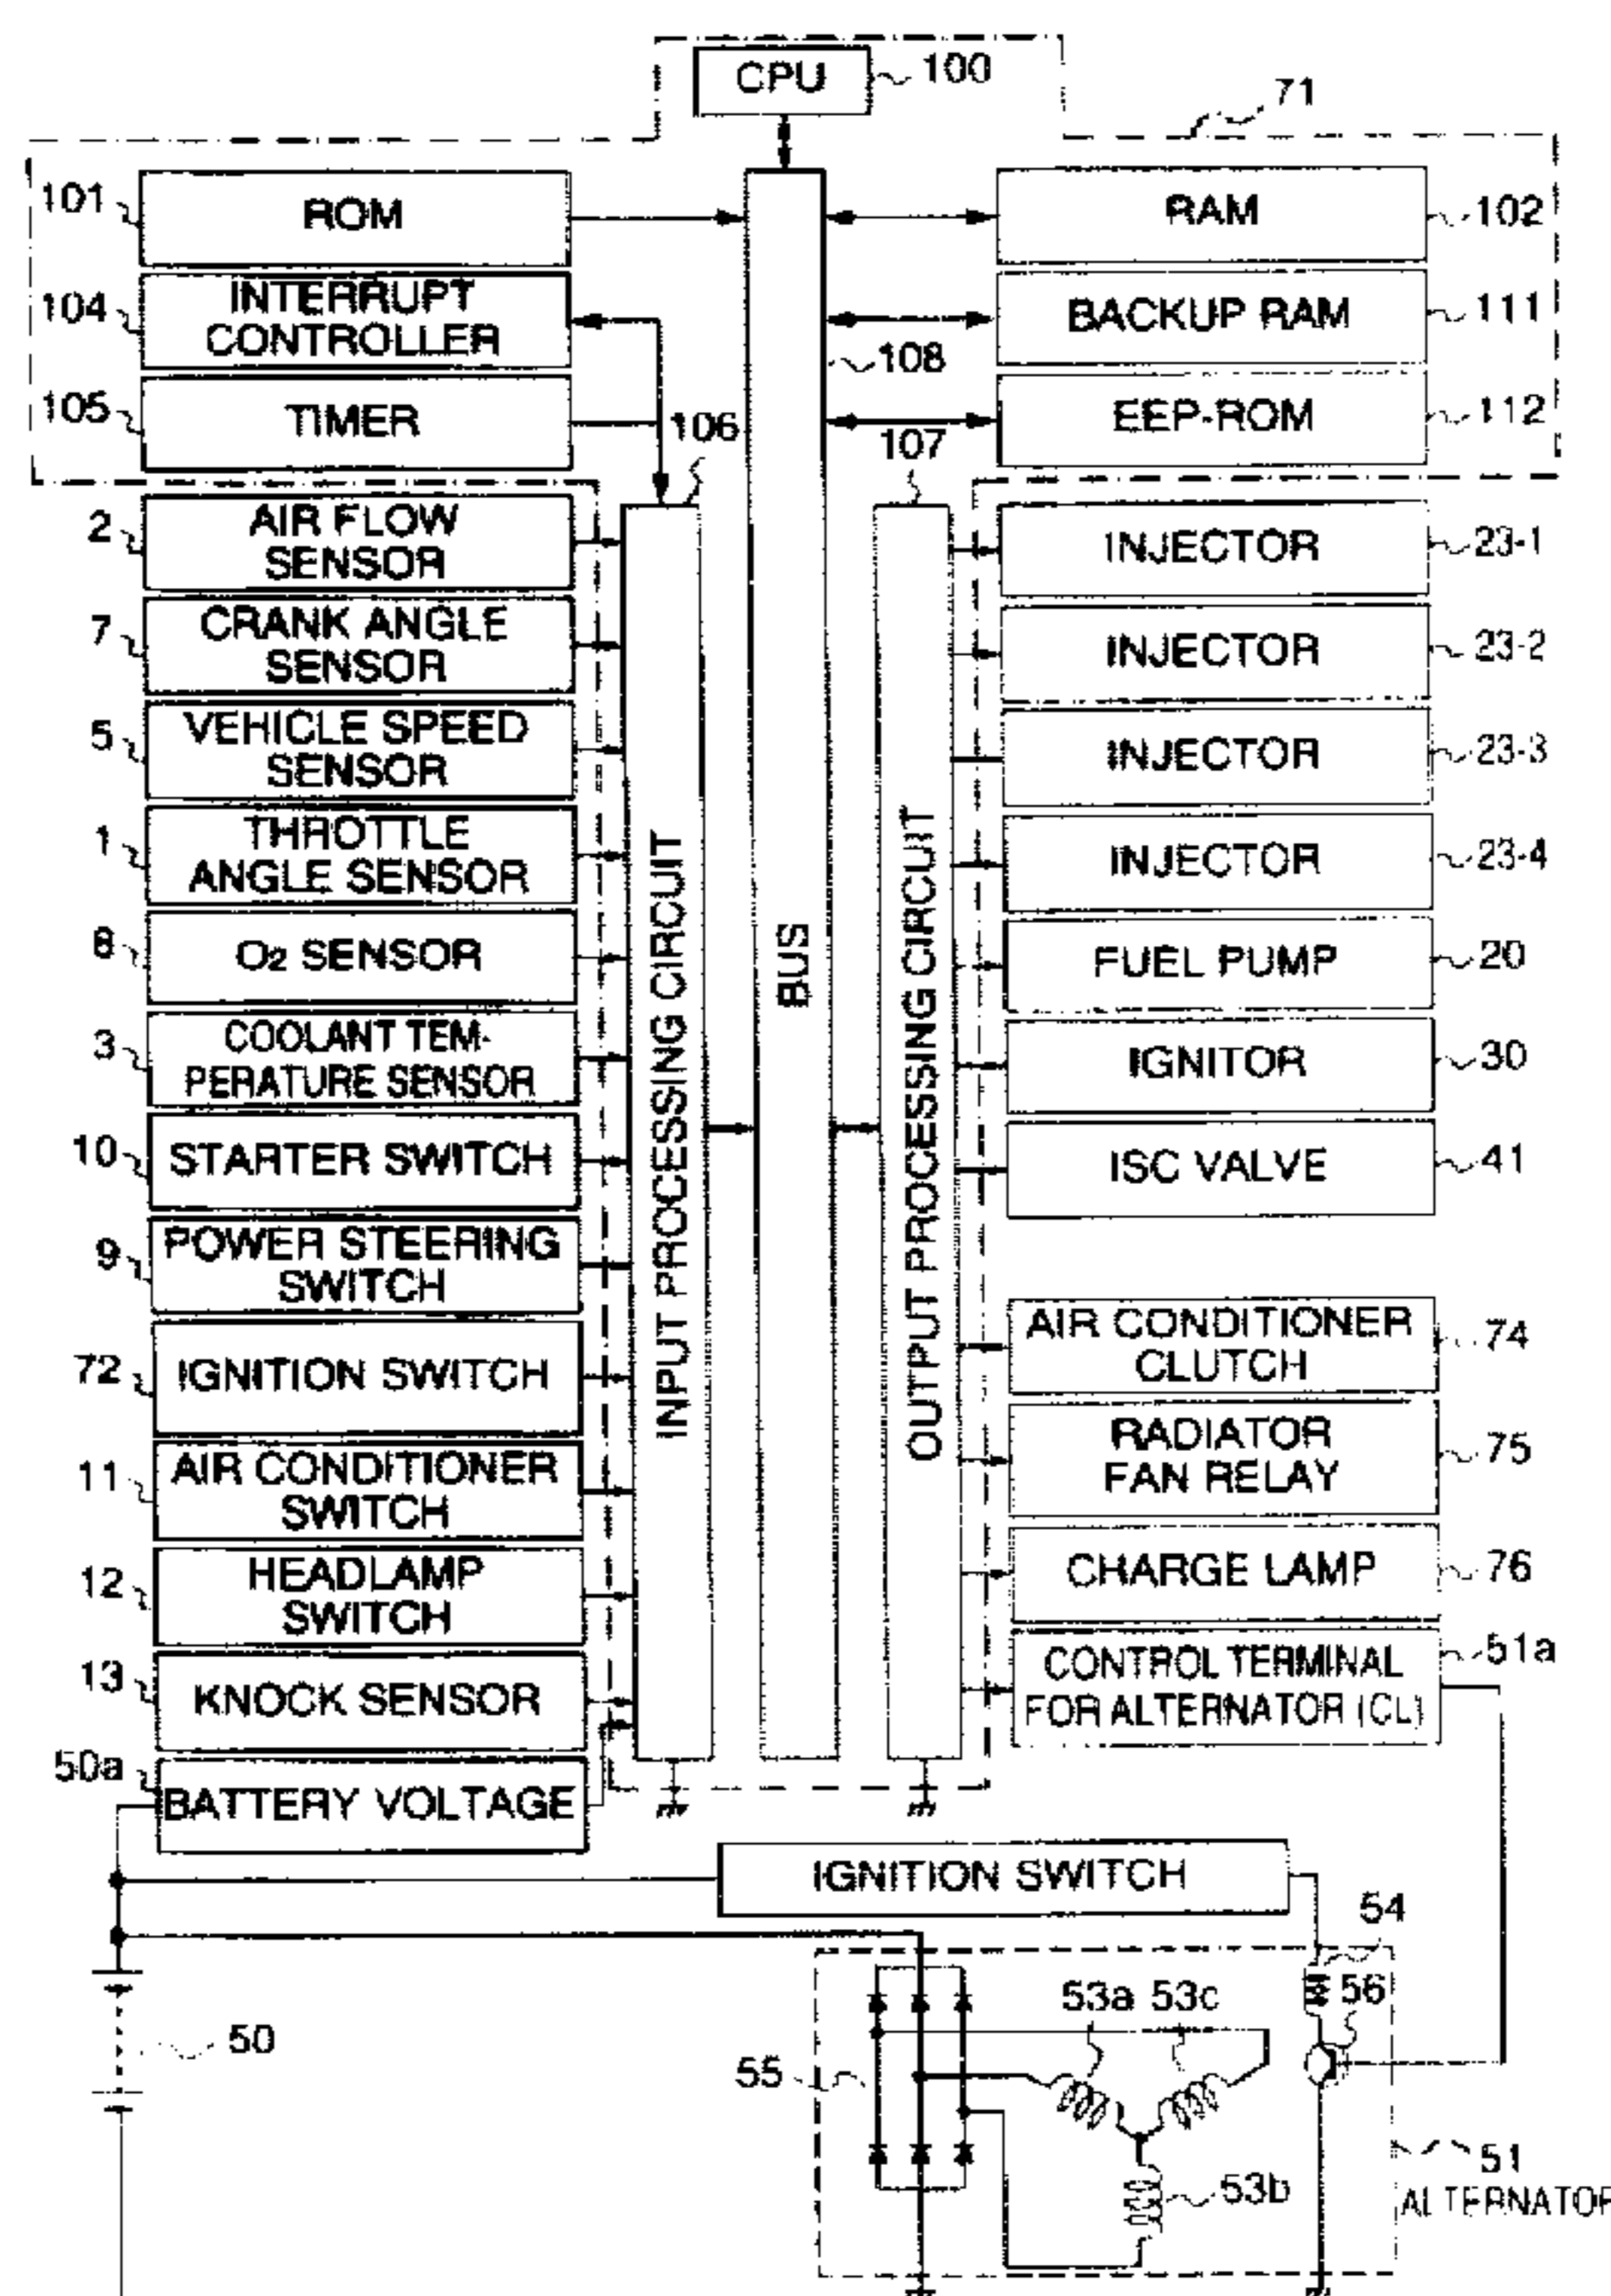 CPU
100
71
101
ROM
RAM
102
104
INTERRUPT
CONTROLLER
BACKUP RAM
111
108
105
TIMER
106
107
EEP-ROM
112
2
AIR FLOW
SENSOR
INJECTOR
23-1
7
CRANK ANGLE
SENSOR
INJECTOR
23-2
5
VEHICLE SPEED
SENSOR
INJECTOR
23-3
1
THROTTLE
ANGLE SENSOR
INJECTOR
23-4
8
O2 SENSOR
FUEL PUMP
20
3
COOLANT TEM-
PERATURE SENSOR
IGNITOR
30
10
STARTER SWITCH
ISC VALVE
41
9
POWER STEERING
SWITCH
72
IGNITION SWITCH
AIR CONDITIONER
CLUTCH
74
11
AIR CONDITIONER
SWITCH
RADIATOR
FAN RELAY
75
12
HEADLAMP
SWITCH
CHARGE LAMP
76
13
KNOCK SENSOR
CONTROL TERMINAL
FOR ALTERNATOR (CL)
51a
50a
BATTERY VOLTAGE
INPUT PROCESSING CIRCUIT
BUS
OUTPUT PROCESSING CIRCUIT
IGNITION SWITCH
54
56
53a
53c
50
55
53b
51
ALTERNATOR